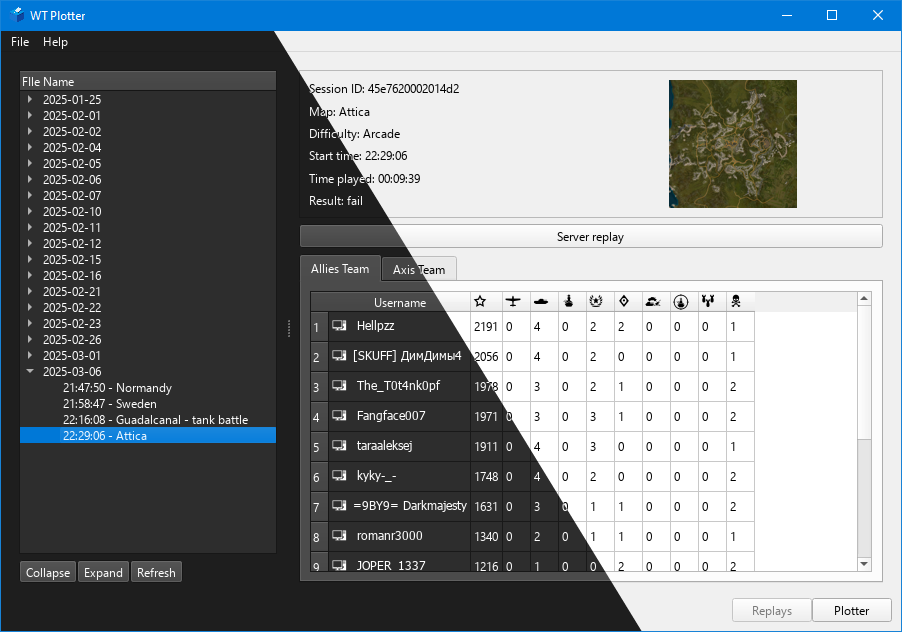 WT Plotter
File Help
FIle Name
2025-01-25
2025-02-01
2025-02-02
2025-02-04
2025-02-05
2025-02-06
2025-02-07
2025-02-10
2025-02-11
2025-02-12
2025-02-15
2025-02-16
2025-02-21
2025-02-22
2025-02-23
2025-02-26
2025-03-01
2025-03-06
21:47:50 - Normandy
21:58:47 - Sweden
22:16:08 - Guadalcanal - tank battle
22:29:06 - Attica
Collapse Expand Refresh
Session ID: 45e7620002014d2
Map: Attica
Difficulty: Arcade
Start time: 22:29:06
Time played: 00:09:39
Result: fail
Server replay
Allies Team Axis Team
Username
1 Hellpzz 2191 0 4 0 2 2 0 0 0 1
2 [SKUFF] ДимДимы4 2056 0 4 0 2 0 0 0 0 1
3 The_T0t4nk0pf 1978 0 3 0 2 1 0 0 0 2
4 Fangface007 1971 0 3 0 3 1 0 0 0 2
5 taraaleksej 1911 0 4 0 3 0 0 0 0 1
6 kyky-_- 1748 0 4 0 2 0 0 0 0 2
7 =9BY9= Darkmajesty 1631 0 3 0 1 1 0 0 0 2
8 romanr3000 1340 0 2 0 1 1 0 0 0 1
9 JOPER_1337 1216 0 1 0 0 2 0 0 0 2
Replays Plotter